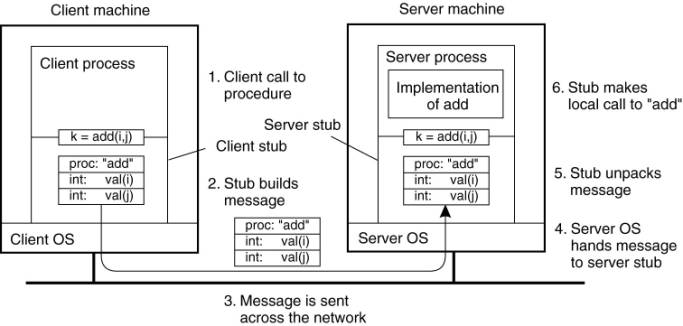 Client machine
Server machine
Client process
1. Client call to
procedure
Server process
Implementation
of add
6. Stub makes
local call to "add"
Server stub
k = add(i,j)
k = add(i,j)
Client stub
proc: "add"
int: val(i)
int: val(j)
proc: "add"
int: val(i)
int: val(j)
2. Stub builds
message
5. Stub unpacks
message
proc: "add"
int: val(i)
int: val(j)
4. Server OS
hands message
to server stub
Client OS
Server OS
3. Message is sent
across the network